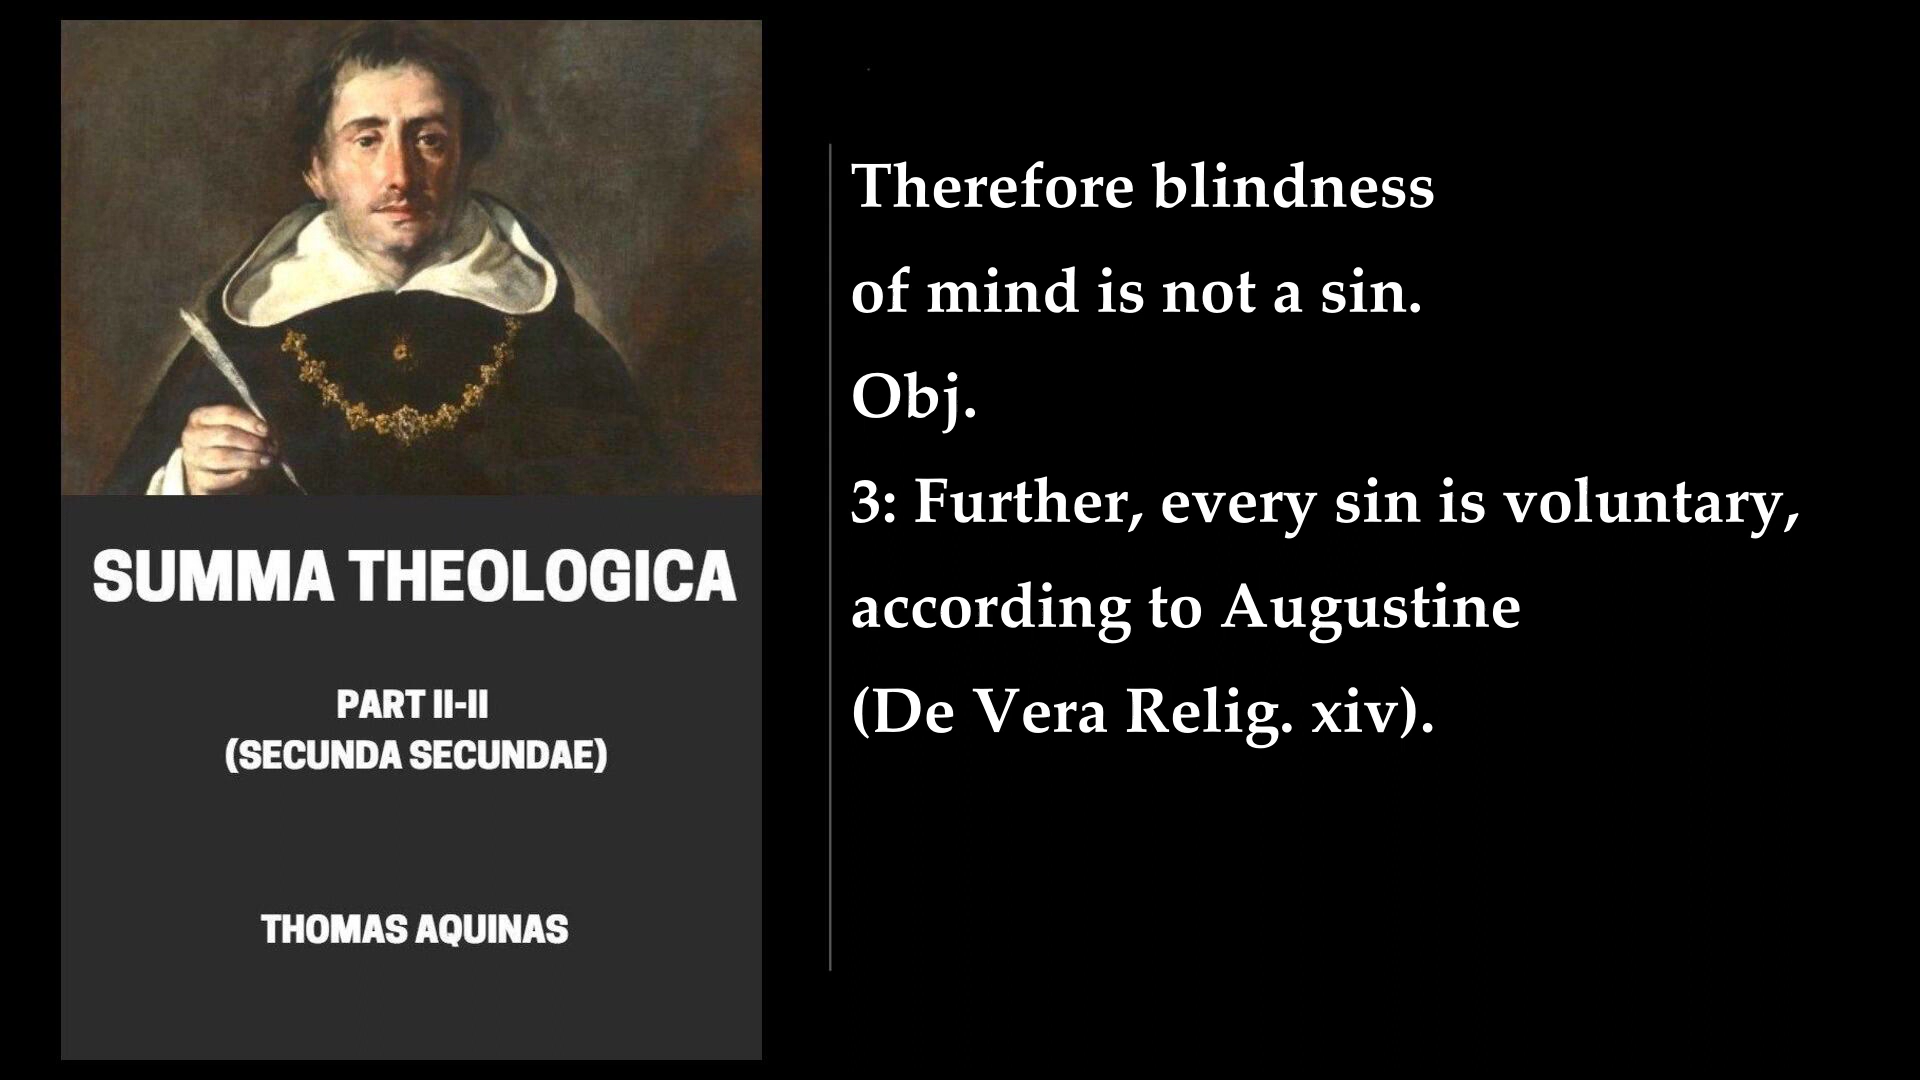 SUMMA THEOLOGICA
PART II-II
(SECUNDA SECUNDAE)
THOMAS AQUINAS
Therefore blindness
of mind is not a sin.
Obj.
3: Further, every sin is voluntary,
according to Augustine
(De Vera Relig. xiv).